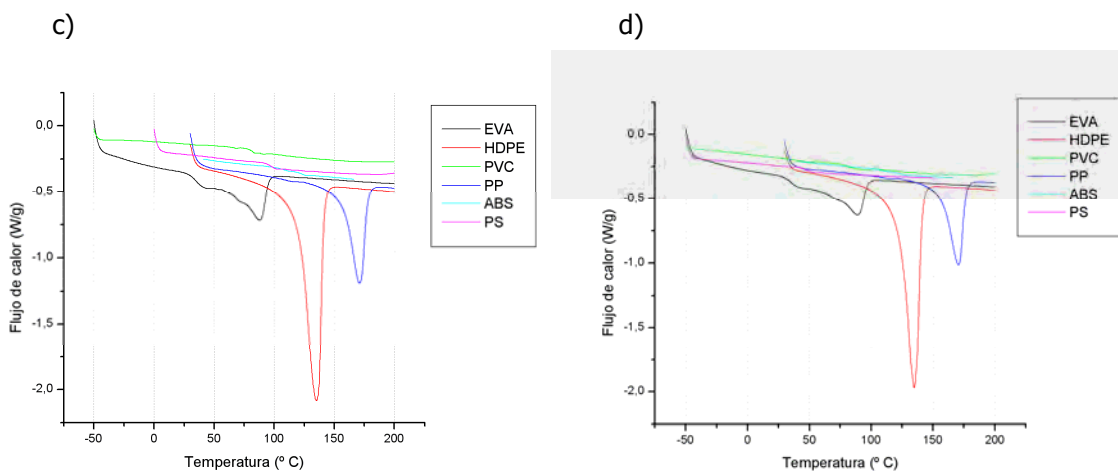 c)
0,0
-0,5
-1,0
-1,5
-2,0
-50
0
50
100
150
200
Flujo de calor (W/g)
Temperatura (º C)
EVA
HDPE
PVC
PP
ABS
PS
d)
0,0
-0,5
-1,0
-1,5
-2,0
-50
0
50
100
150
200
Flujo de calor (W/g)
Temperatura (º C)
EVA
HDPE
PVC
PP
ABS
PS